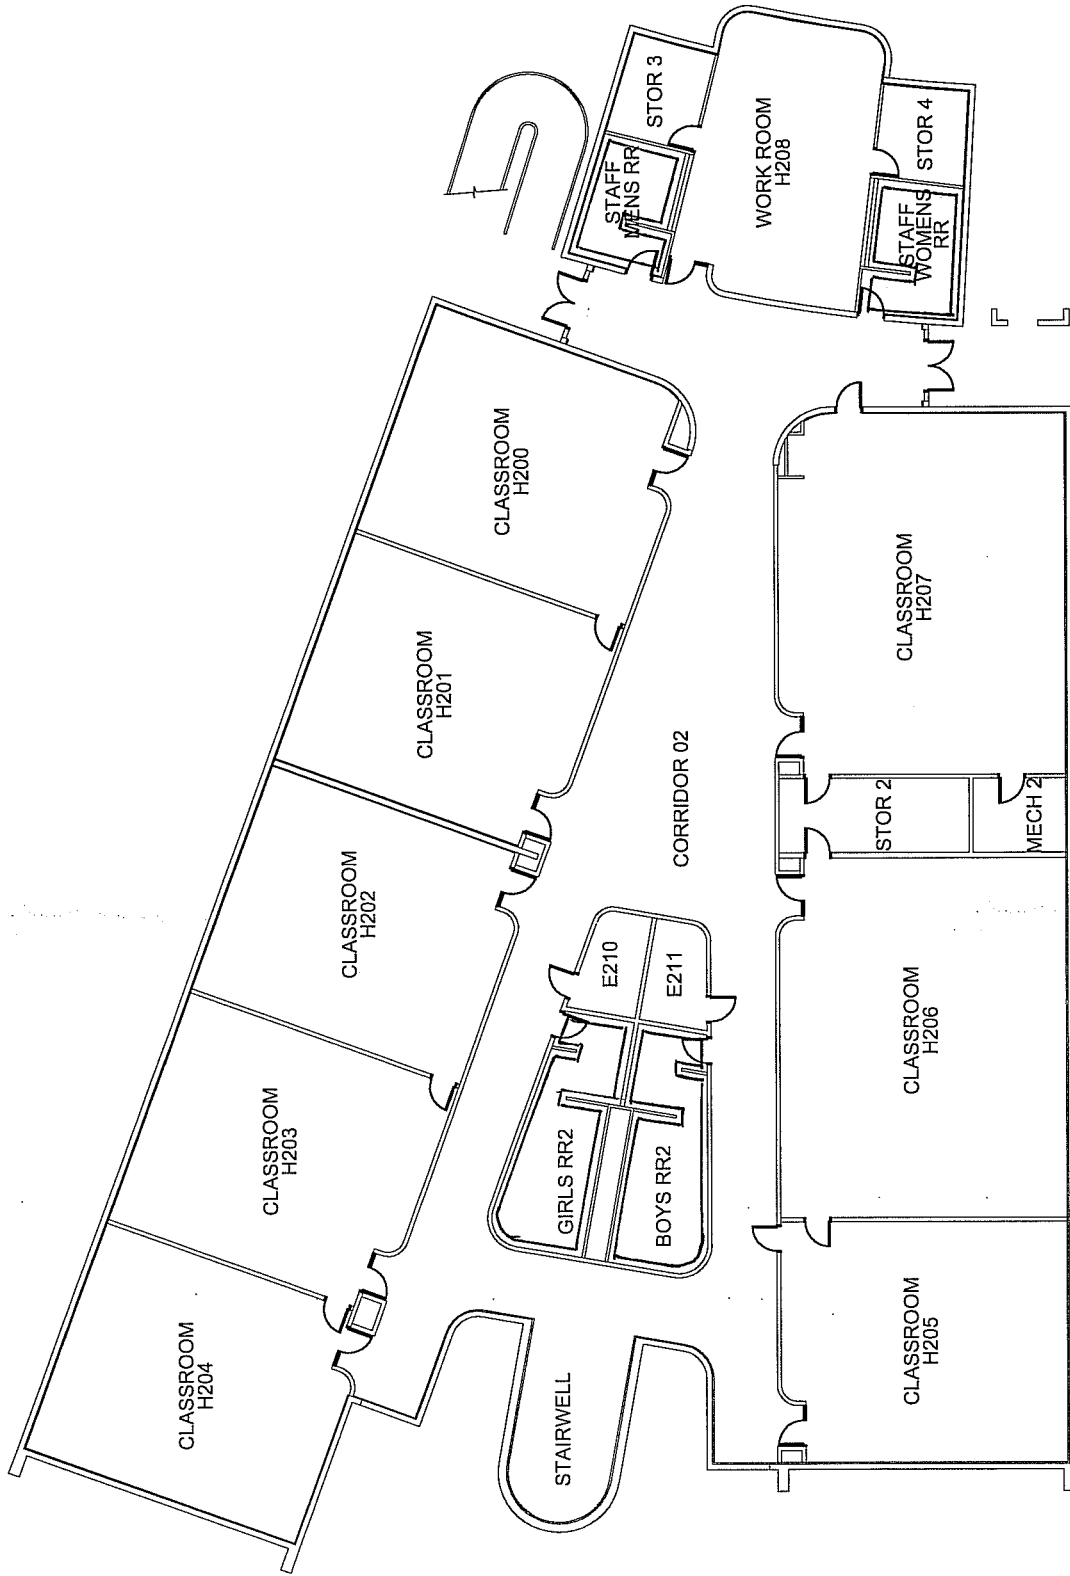 STOR 3
STAFF
MENS RR
WORK ROOM
H208
STOR 4
STAFF
WOMENS
RR
CLASSROOM
H200
CLASSROOM
H201
CLASSROOM
H202
CLASSROOM
H203
CLASSROOM
H204
CORRIDOR 02
CLASSROOM
H207
STOR 2
MECH 2
E210
E211
GIRLS RR2
BOYS RR2
CLASSROOM
H206
CLASSROOM
H205
STAIRWELL